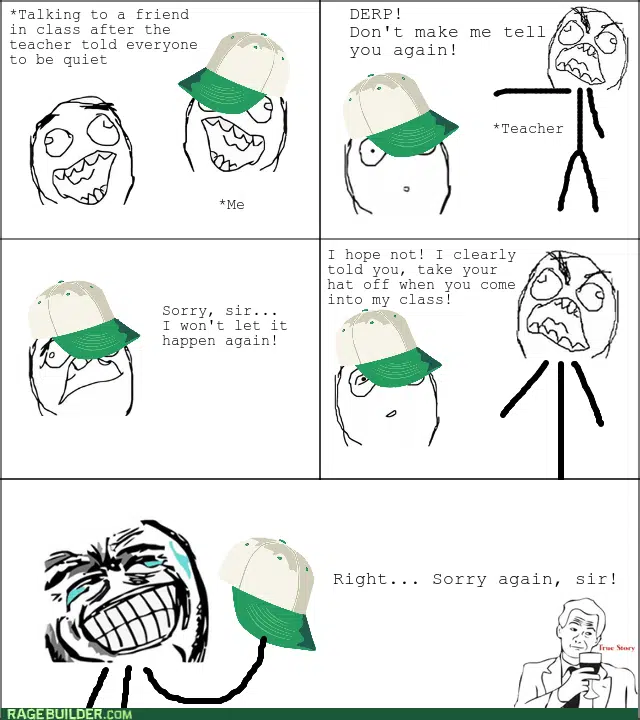 *Talking to a friend
in class after the
teacher told everyone
to be quiet
*Me
DERP!
Don't make me tell
you again!
*Teacher
Sorry, sir...
I won't let it
happen again!
I hope not! I clearly
told you, take your
hat off when you come
into my class!
Right... Sorry again, sir!
True Story
RAGEBUILDER.COM